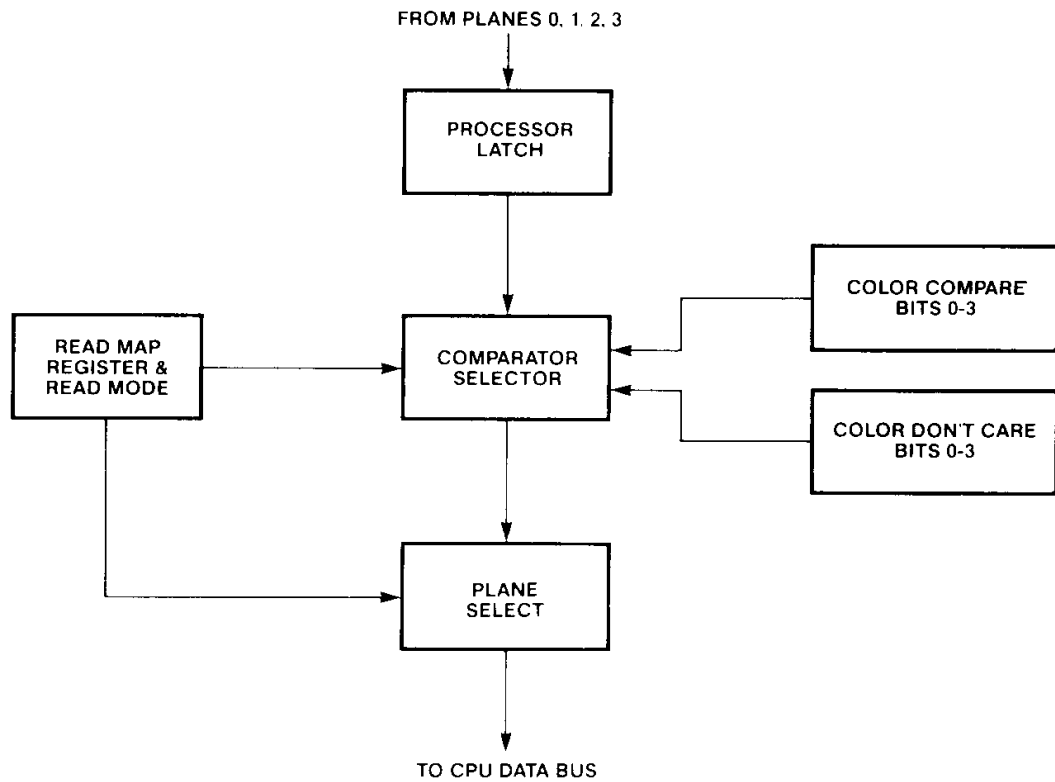 FROM PLANES 0, 1, 2, 3
PROCESSOR
LATCH
COLOR COMPARE
BITS 0-3
READ MAP
REGISTER &
READ MODE
COMPARATOR
SELECTOR
COLOR DON'T CARE
BITS 0-3
PLANE
SELECT
TO CPU DATA BUS